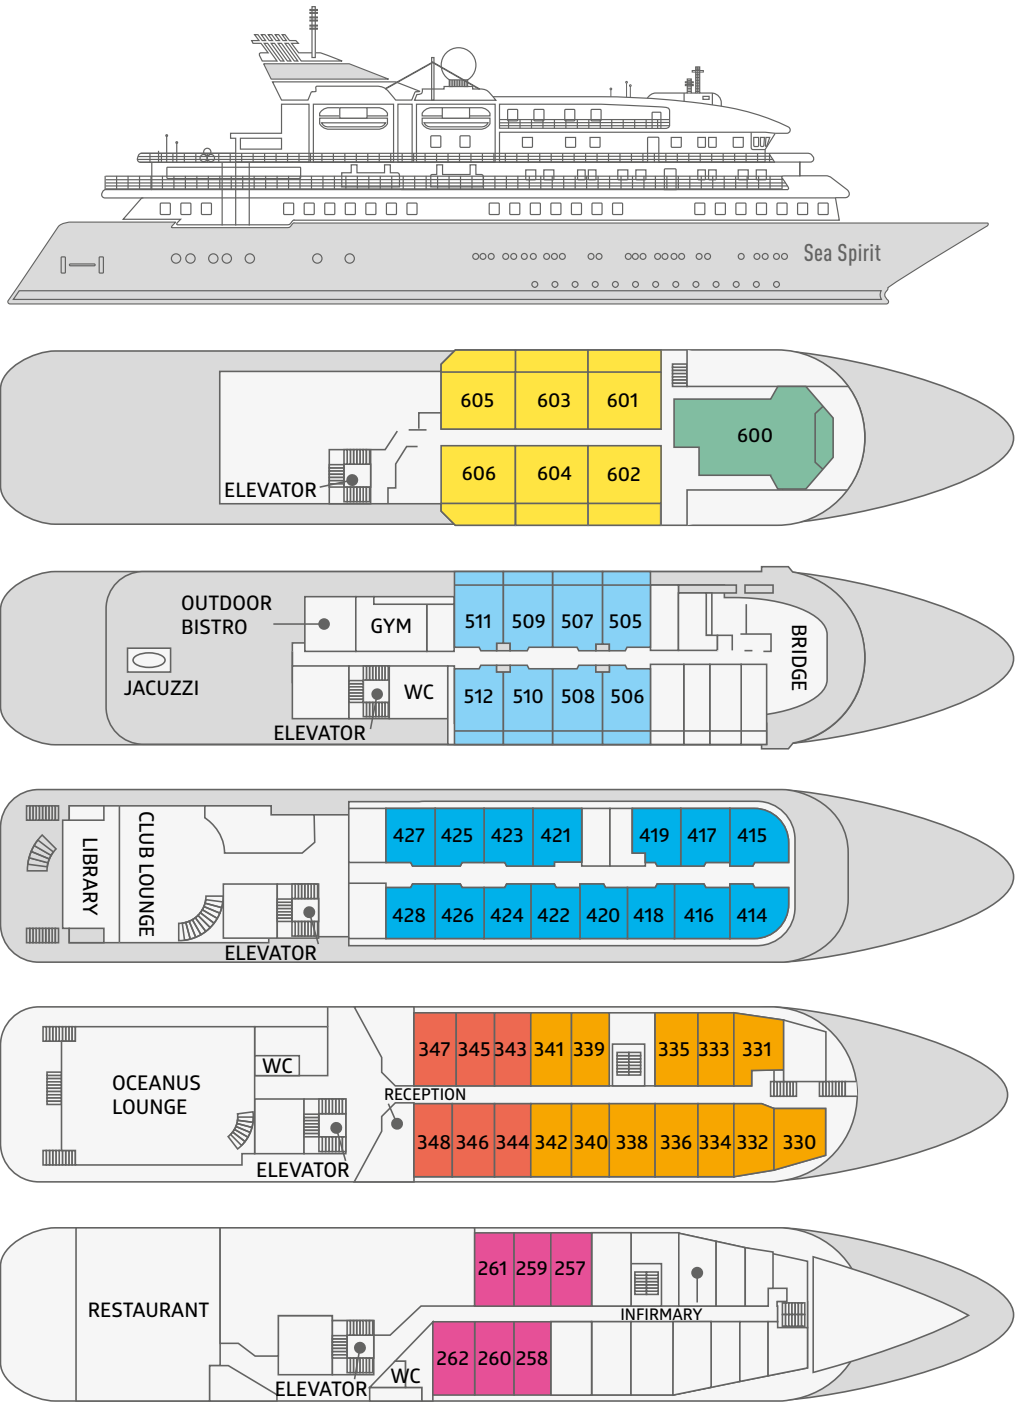 Sea Spirit
605 603 601
600
606 604 602
ELEVATOR
OUTDOOR
BISTRO
GYM
511 509 507 505
BRIDGE
JACUZZI
WC
512 510 508 506
ELEVATOR
LIBRARY
CLUB LOUNGE
427 425 423 421 419 417 415
428 426 424 422 420 418 416 414
ELEVATOR
347 345 343 341 339 335 333 331
WC
OCEANUS
LOUNGE
RECEPTION
348 346 344 342 340 338 336 334 332 330
ELEVATOR
261 259 257
RESTAURANT
INFIRMARY
262 260 258
WC
ELEVATOR